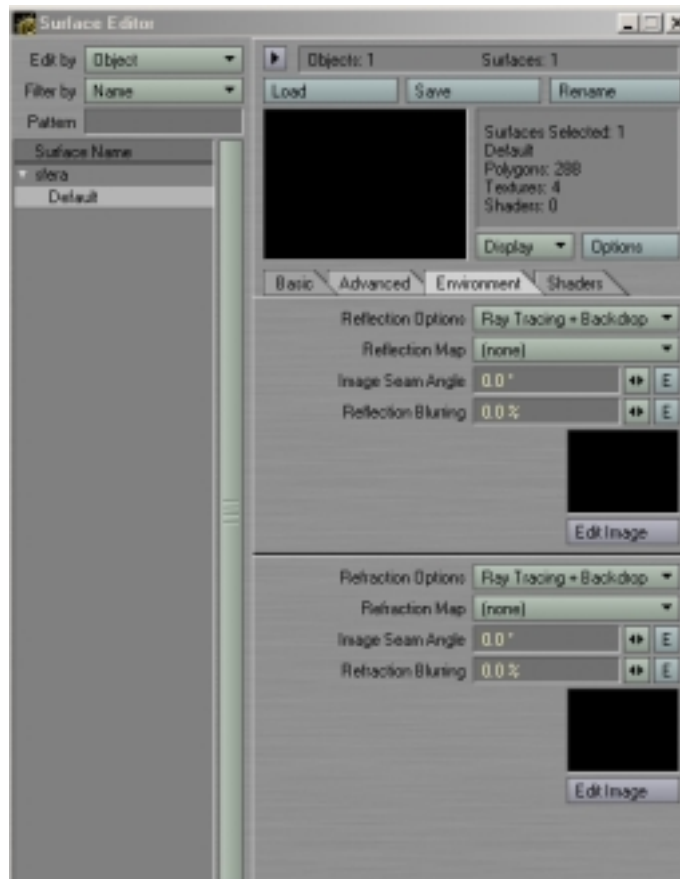 Surface Editor
Edit by Object
Filter by Name
Pattern
Surface Name
sfera
Default
Objects: 1 Surfaces: 1
Load Save Rename
Surfaces Selected: 1
Default
Polygons: 288
Textures: 4
Shaders: 0
Display Options
Basic Advanced Environment Shaders
Reflection Options Ray Tracing + Backdrop
Reflection Map (none)
Image Seam Angle 0.0 °
Reflection Bluring 0.0 %
E
E
Edit Image
Refraction Options Ray Tracing + Backdrop
Refraction Map (none)
Image Seam Angle 0.0 ° E
Refraction Bluring 0.0 % E
Edit Image